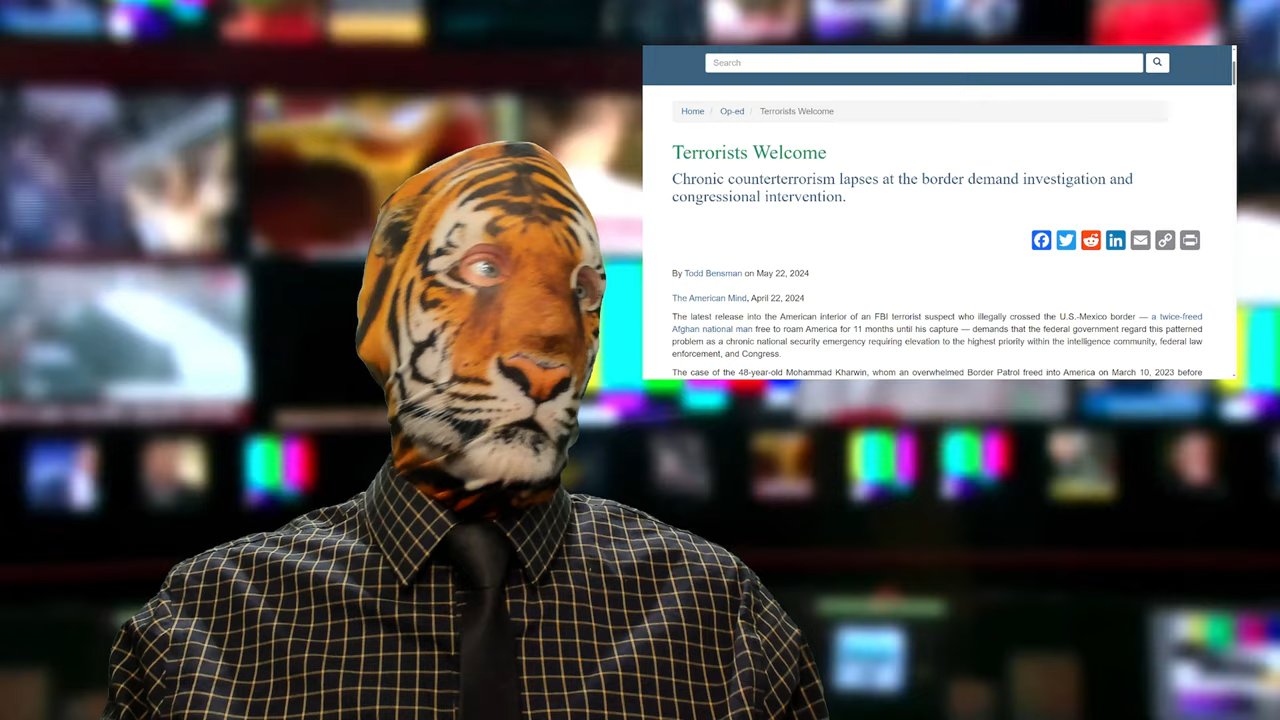 Search
Home / Op-ed / Terrorists Welcome
Terrorists Welcome
Chronic counterterrorism lapses at the border demand investigation and
congressional intervention.
By Todd Bensman on May 22, 2024
The American Mind, April 22, 2024
The latest release into the American interior of an FBI terrorist suspect who illegally crossed the U.S.-Mexico border — a twice-freed
Afghan national man free to roam America for 11 months until his capture — demands that the federal government regard this patterned
problem as a chronic national security emergency requiring elevation to the highest priority within the intelligence community, federal law
enforcement, and Congress.
The case of the 48-year-old Mohammad Kharwin, whom an overwhelmed Border Patrol freed into America on March 10, 2023 before